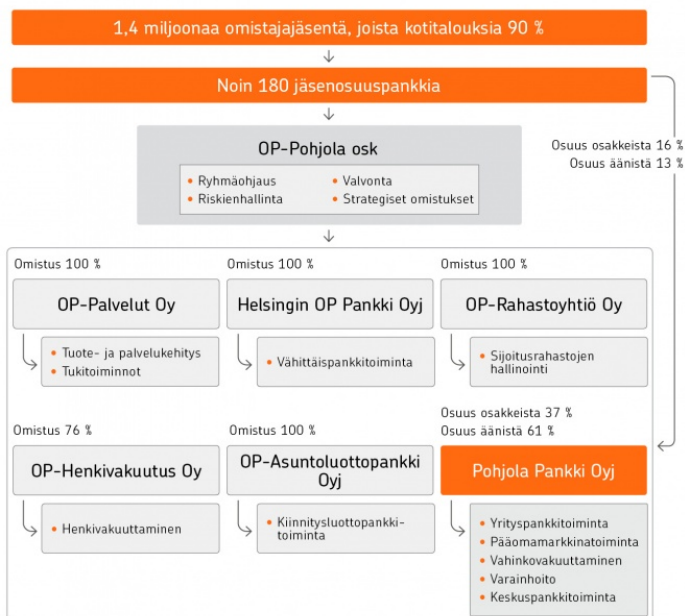 1,4 miljoonaa omistajajäsentä, joista kotitalouksia 90 %
Noin 180 jäsenosuuspankkia
Osuus osakkeista 16 %
Osuus äänistä 13 %
OP-Pohjola osk
• Ryhmäohjaus
• Riskienhallinta
• Valvonta
• Strategiset omistukset
Omistus 100 %
OP-Palvelut Oy
• Tuote- ja palvelukehitys
• Tukitoiminnot
Omistus 100 %
Helsingin OP Pankki Oyj
• Vähittäispankkitoiminta
Omistus 100 %
OP-Rahastoyhtiö Oy
• Sijoitusrahastojen
hallinointi
Omistus 76 %
OP-Henkivakuutus Oy
• Henkivakuuttaminen
Omistus 100 %
OP-Asuntoluottopankki
Oyj
• Kiinnitysluottopankki-
toiminta
Osuus osakkeista 37 %
Osuus äänistä 61 %
Pohjola Pankki Oyj
• Yrityspankkitoiminta
• Pääomamarkkinatoiminta
• Vahinkovakuuttaminen
• Varainhoito
• Keskuspankkitoiminta